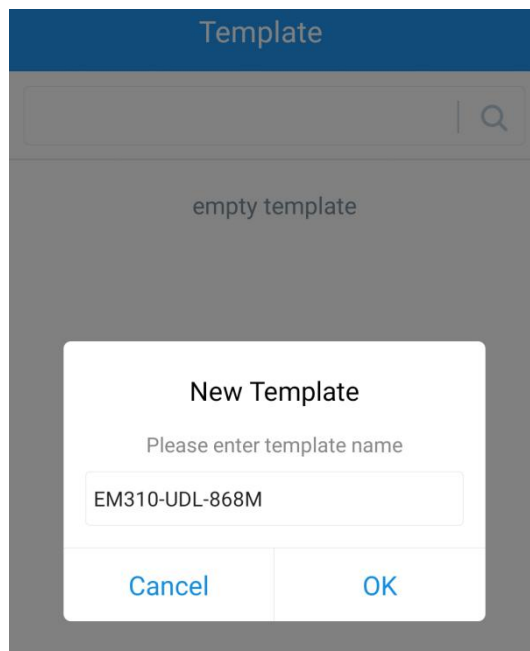 Template
empty template
New Template
Please enter template name
EM310-UDL-868M
Cancel OK